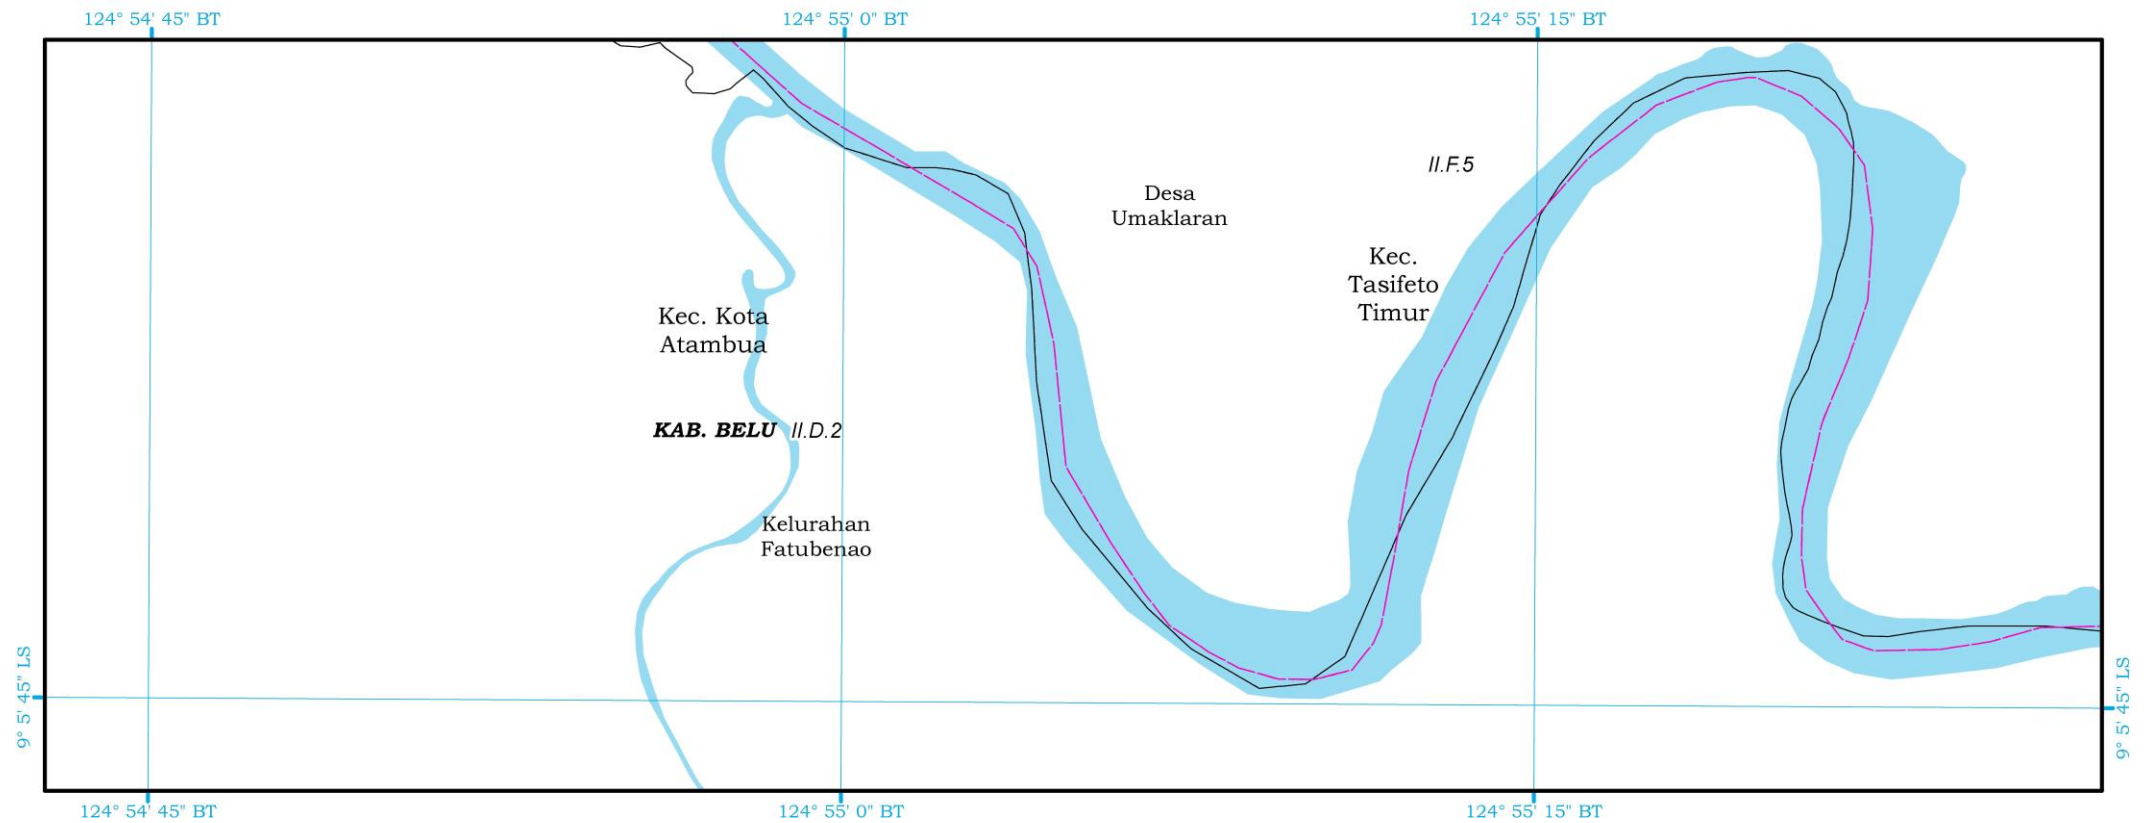 124° 54' 45" BT
124° 55' 0" BT
124° 55' 15" BT
II.F.5
Desa
Umaklaran
Kec.
Tasifeto
Timur
Kec. Kota
Atambua
KAB. BELU II.D.2
Kelurahan
Fatubenao
9° 5' 45" LS
9° 5' 45" LS
124° 54' 45" BT
124° 55' 0" BT
124° 55' 15" BT